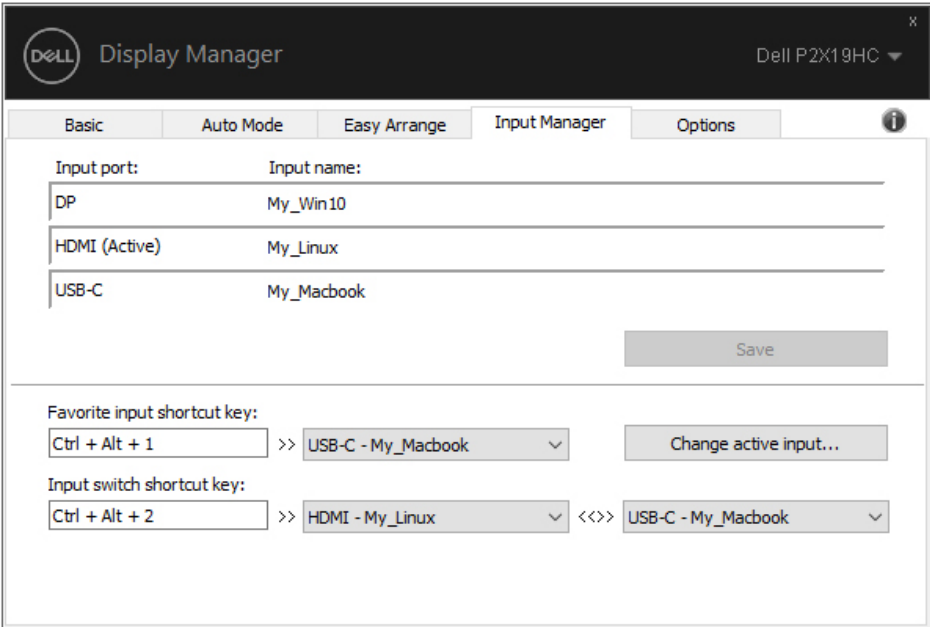 x
DELL Display Manager Dell P2X19HC
Basic Auto Mode Easy Arrange Input Manager Options i
Input port: Input name:
DP My_Win10
HDMI (Active) My_Linux
USB-C My_Macbook
Save
Favorite input shortcut key:
Ctrl + Alt + 1 >> USB-C - My_Macbook Change active input...
Input switch shortcut key:
Ctrl + Alt + 2 >> HDMI - My_Linux <<>> USB-C - My_Macbook